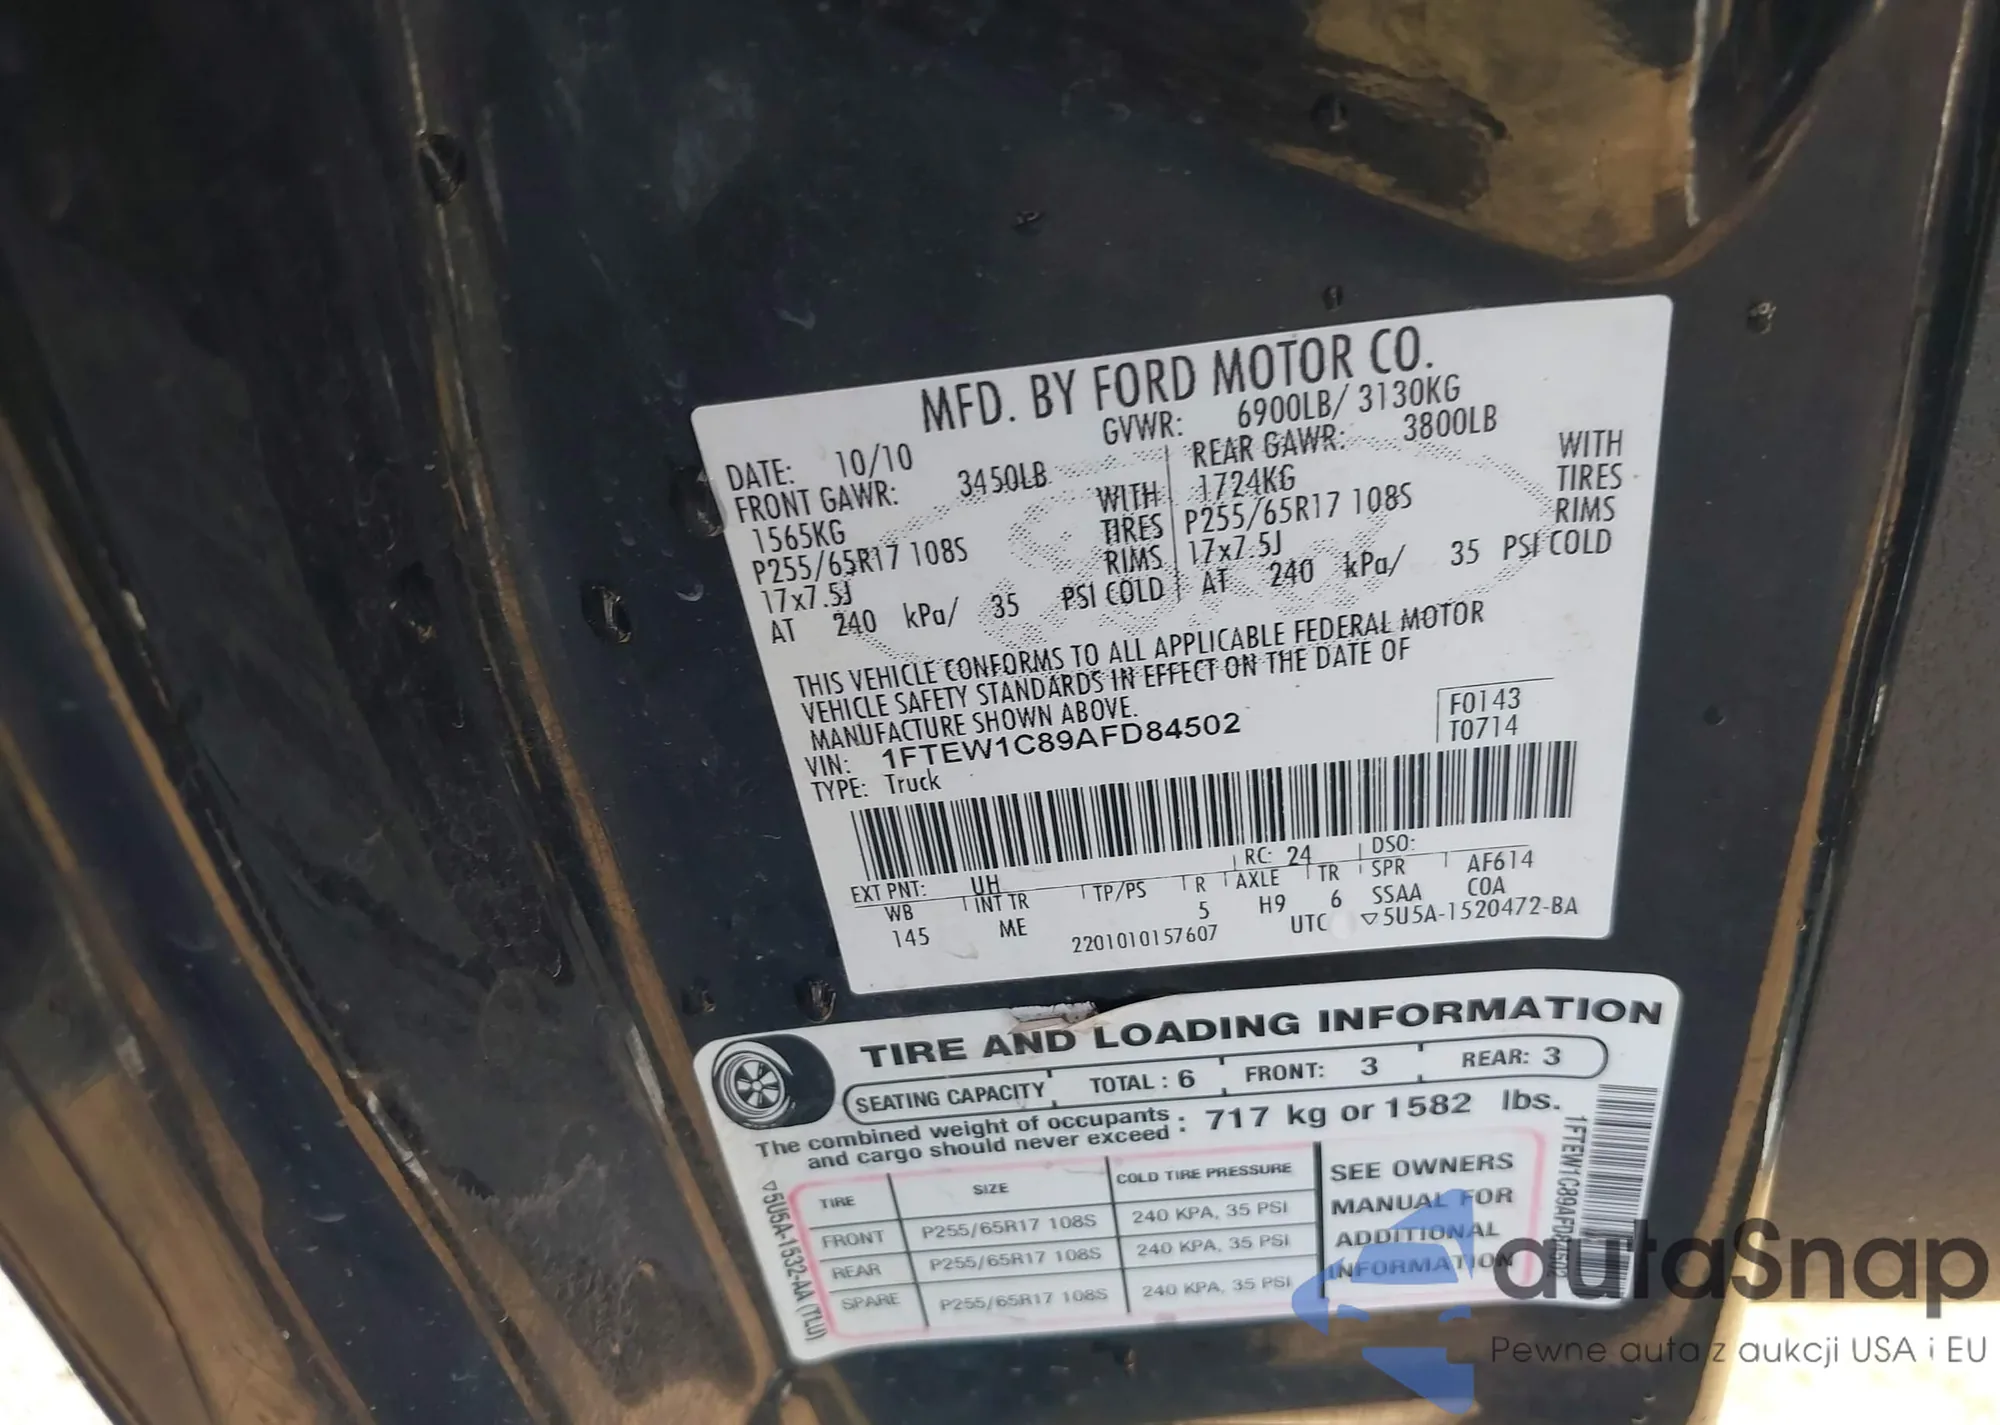 MFD. BY FORD MOTOR CO.
DATE: 10/10 GVWR: 6900LB/ 3130KG
FRONT GAWR: 3450LB REAR GAWR: 3800LB
1565KG WITH 1724KG WITH
P255/65R17 108S TIRES P255/65R17 108S TIRES
17x7.5J RIMS 17x7.5J RIMS
AT 240 kPa/ 35 PSI COLD AT 240 kPa/ 35 PSI COLD
THIS VEHICLE CONFORMS TO ALL APPLICABLE FEDERAL MOTOR
VEHICLE SAFETY STANDARDS IN EFFECT ON THE DATE OF
MANUFACTURE SHOWN ABOVE.
F0143
VIN: 1FTEW1C89AFD84502
T0714
TYPE: Truck
EXT PNT: UH RC: 24 DSO:
WB INT TR TP/PS R AXLE TR SPR AF614
145 ME 5 H9 6 SSAA COA
2201010157607 UTC ▽5U5A-1520472-BA
TIRE AND LOADING INFORMATION
SEATING CAPACITY TOTAL : 6 FRONT: 3 REAR: 3
The combined weight of occupants : 717 kg or 1582 lbs.
and cargo should never exceed :
TIRE SIZE COLD TIRE PRESSURE
FRONT P255/65R17 108S 240 KPA, 35 PSI
REAR P255/65R17 108S 240 KPA, 35 PSI
SPARE P255/65R17 108S 240 KPA, 35 PSI
SEE OWNERS
MANUAL FOR
ADDITIONAL
INFORMATION
▽5U5A-1532-AA (TLU)
1FTEW1C89AFD84502
autaSnap
Pewne auta z aukcji USA i EU